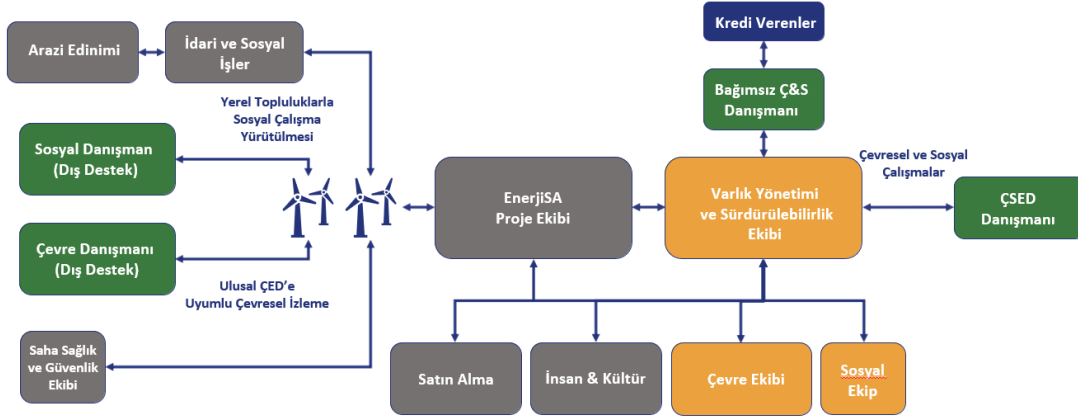 Kredi Verenler
Arazi Edinimi
İdari ve Sosyal
İşler
Bağımsız Ç&S
Danışmanı
Yerel Topluluklarla
Sosyal Çalışma
Yürütülmesi
Sosyal Danışman
(Dış Destek)
Çevresel ve Sosyal
Çalışmalar
EnerjiSA
Proje Ekibi
Varlık Yönetimi
ve Sürdürülebilirlik
Ekibi
ÇSED
Danışmanı
Çevre Danışmanı
(Dış Destek)
Ulusal ÇED'e
Uyumlu Çevresel İzleme
Saha Sağlık
ve Güvenlik
Ekibi
Satın Alma
İnsan & Kültür
Çevre Ekibi
Sosyal
Ekip